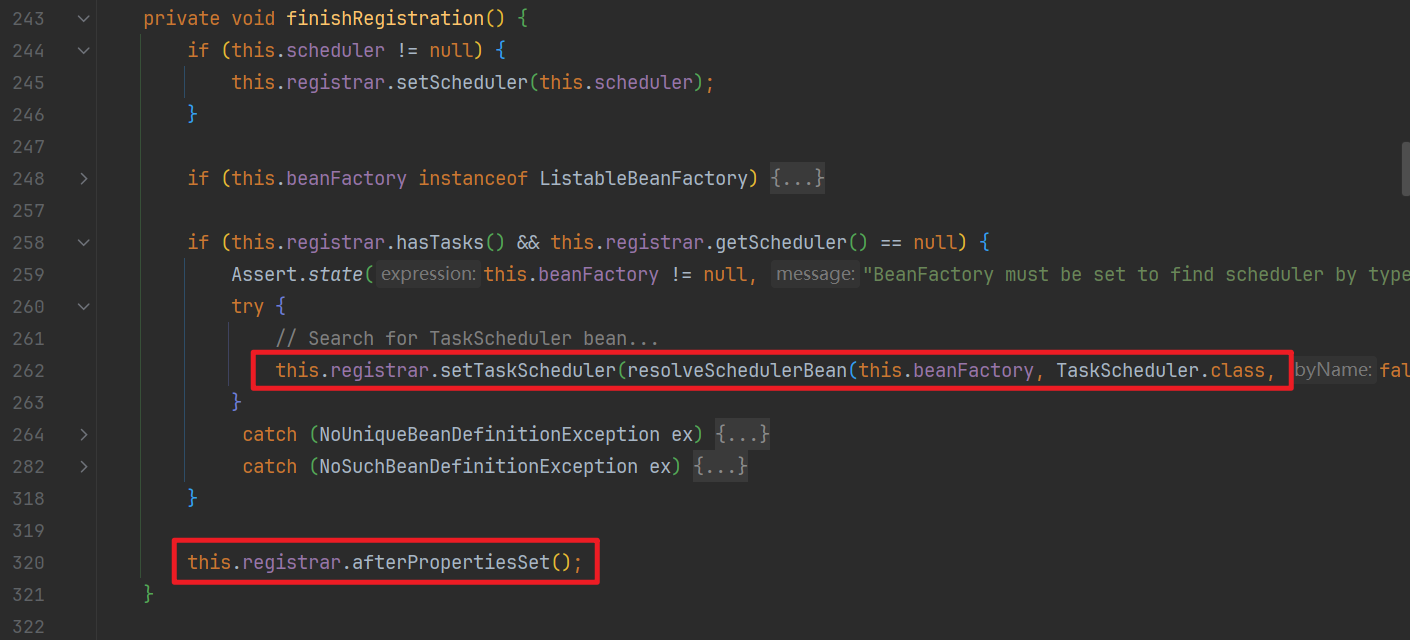 243 private void finishRegistration() {
244 if (this.scheduler != null) {
245 this.registrar.setScheduler(this.scheduler);
246 }
247
248 if (this.beanFactory instanceof ListableBeanFactory) {...}
257
258 if (this.registrar.hasTasks() && this.registrar.getScheduler() == null) {
259 Assert.state( expression: this.beanFactory != null, message: "BeanFactory must be set to find scheduler by type
260 try {
261 // Search for TaskScheduler bean...
262 this.registrar.setTaskScheduler(resolveSchedulerBean(this.beanFactory, TaskScheduler.class, byName: fal
263 }
264 catch (NoUniqueBeanDefinitionException ex) {...}
282 catch (NoSuchBeanDefinitionException ex) {...}
318 }
319
320 this.registrar.afterPropertiesSet();
321 }
322